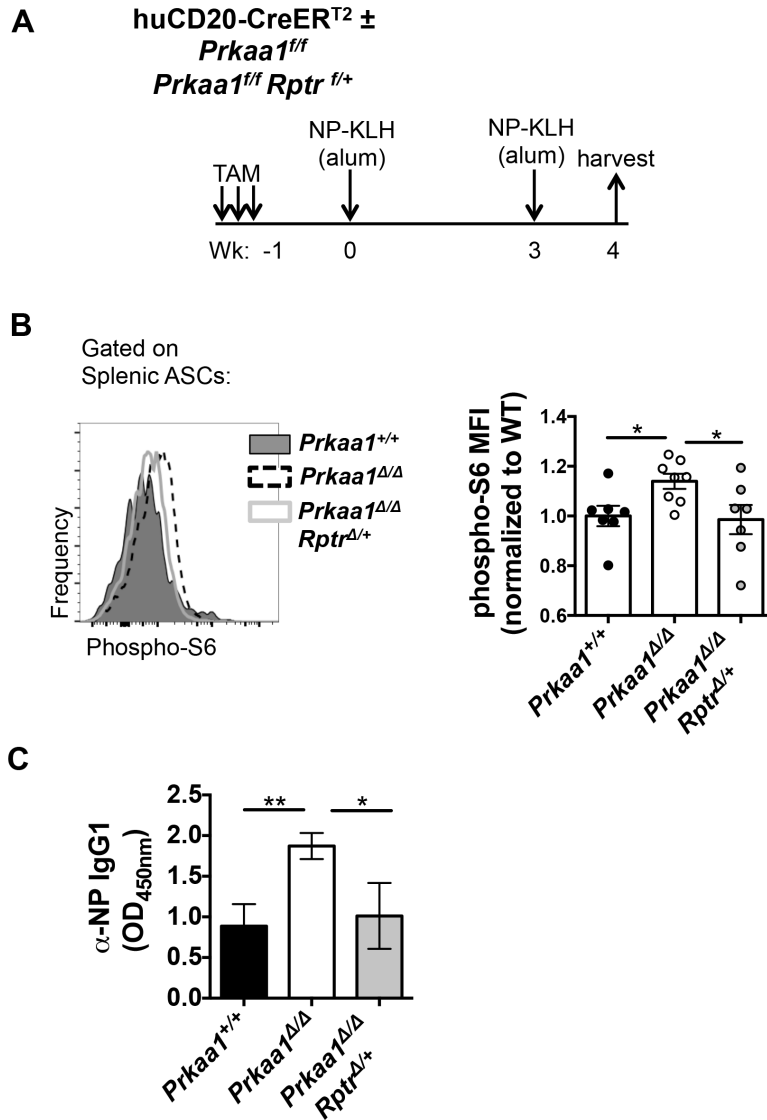 A
huCD20-CreERT2 ±
Prkaa1f/f
Prkaa1f/f Rptr f/+
NP-KLH
(alum)
NP-KLH
(alum)
harvest
TAM
Wk: -1 0 3 4
B
Gated on
Splenic ASCs:
Frequency
Phospho-S6
Prkaa1+/+
Prkaa1Δ/Δ
Prkaa1Δ/Δ
RptrΔ/+
phospho-S6 MFI
(normalized to WT)
1.4
1.2
1.0
0.8
0.6
* *
Prkaa1+/+
Prkaa1Δ/Δ
Prkaa1Δ/Δ
RptrΔ/+
C
α-NP IgG1
(OD450nm)
2.5
2.0
1.5
1.0
0.5
0.0
** *
Prkaa1+/+
Prkaa1Δ/Δ
Prkaa1Δ/Δ
RptrΔ/+